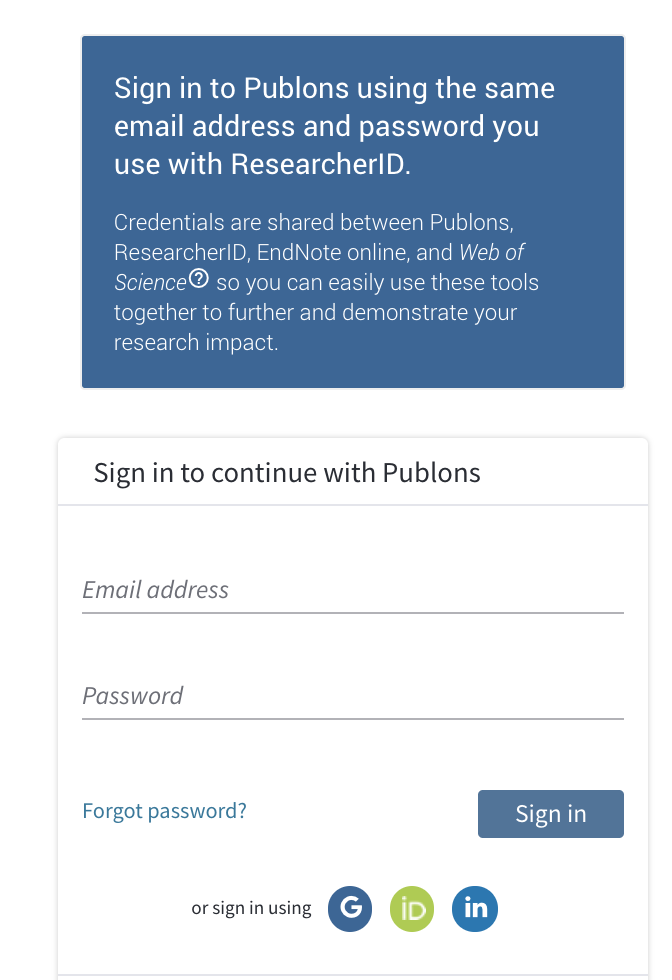 Sign in to Publons using the same
email address and password you
use with ResearcherID.
Credentials are shared between Publons,
ResearcherID, EndNote online, and Web of
Science? so you can easily use these tools
together to further and demonstrate your
research impact.
Sign in to continue with Publons
Email address
Password
Forgot password?
Sign in
or sign in using G iD in